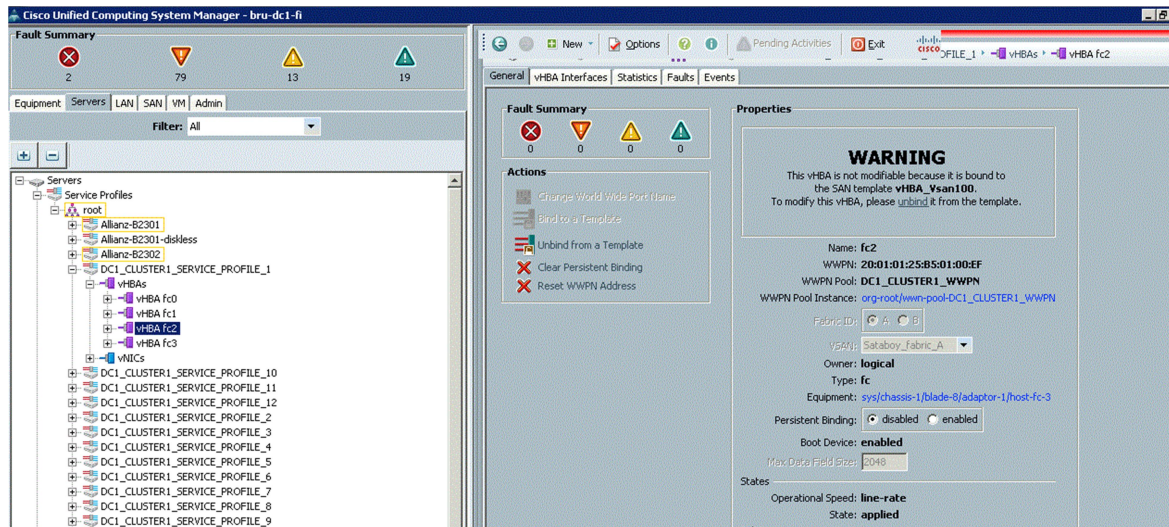 Cisco Unified Computing System Manager - bru-dc1-fi
Fault Summary
2 79 13 19
Equipment Servers LAN SAN VM Admin
Filter: All
Servers
Service Profiles
root
Allianz-B2301
Allianz-B2301-diskless
Allianz-B2302
DC1_CLUSTER1_SERVICE_PROFILE_1
vHBAs
vHBA fc0
vHBA fc1
vHBA fc2
vHBA fc3
vNICs
DC1_CLUSTER1_SERVICE_PROFILE_10
DC1_CLUSTER1_SERVICE_PROFILE_11
DC1_CLUSTER1_SERVICE_PROFILE_12
DC1_CLUSTER1_SERVICE_PROFILE_2
DC1_CLUSTER1_SERVICE_PROFILE_3
DC1_CLUSTER1_SERVICE_PROFILE_4
DC1_CLUSTER1_SERVICE_PROFILE_5
DC1_CLUSTER1_SERVICE_PROFILE_6
DC1_CLUSTER1_SERVICE_PROFILE_7
DC1_CLUSTER1_SERVICE_PROFILE_8
DC1_CLUSTER1_SERVICE_PROFILE_9
New Options Pending Activities Exit CISCO
vHBAs vHBA fc2
General vHBA Interfaces Statistics Faults Events
Fault Summary
0 0 0 0
Actions
Change World Wide Port Name
Bind to a Template
Unbind from a Template
Clear Persistent Binding
Reset WWPN Address
Properties
WARNING
This vHBA is not modifiable because it is bound to
the SAN template vHBA_Vsan100.
To modify this vHBA, please unbind it from the template.
Name: fc2
WWPN: 20:01:01:25:B5:01:00:EF
WWPN Pool: DC1_CLUSTER1_WWPN
WWPN Pool Instance: org-root/wwn-pool-DC1_CLUSTER1_WWPN
Fabric ID: A B
VSAN: Sataboy_fabric_A
Owner: logical
Type: fc
Equipment: sys/chassis-1/blade-8/adaptor-1/host-fc-3
Persistent Binding: disabled enabled
Boot Device: enabled
Max Data Field Size: 2048
States
Operational Speed: line-rate
State: applied